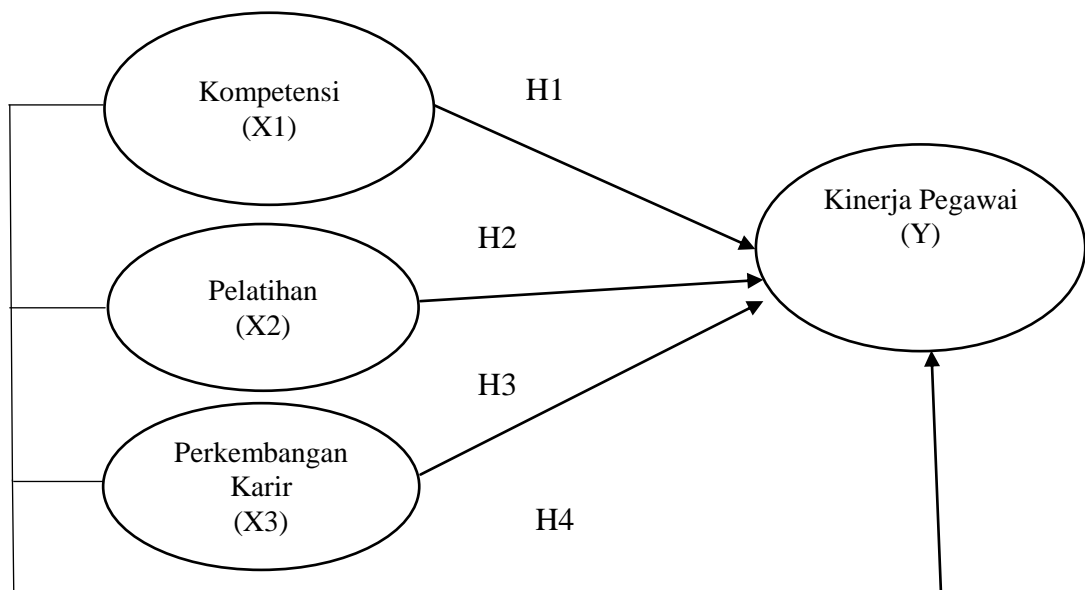 Kompetensi
(X1)
H1
Kinerja Pegawai
(Y)
H2
Pelatihan
(X2)
H3
Perkembangan
Karir
(X3)
H4